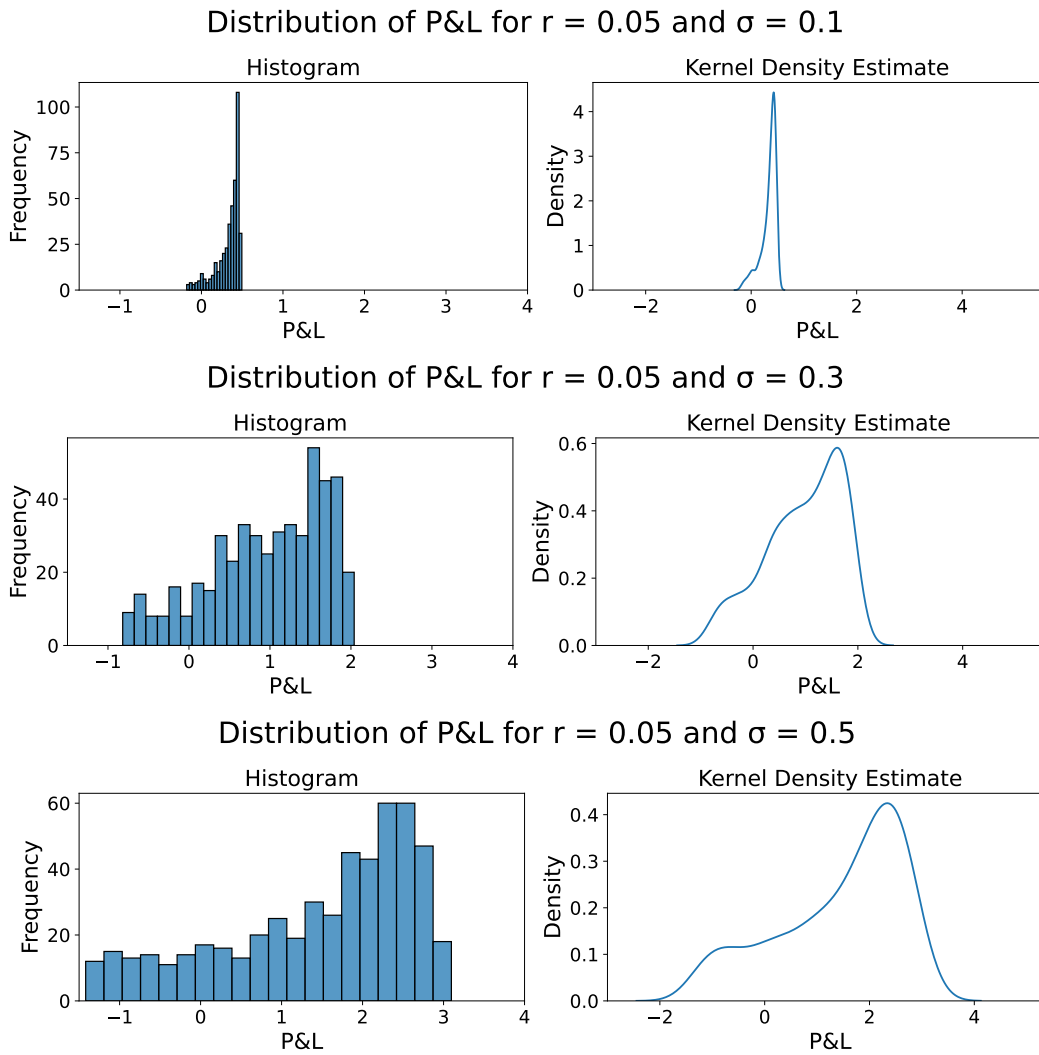 Distribution of P&L for r = 0.05 and σ = 0.1
Histogram
Kernel Density Estimate
Frequency
100
75
50
25
0
−1 0 1 2 3 4
P&L
Density
4
3
2
1
0
−2 0 2 4
P&L
Distribution of P&L for r = 0.05 and σ = 0.3
Histogram
Kernel Density Estimate
Frequency
40
20
0
−1 0 1 2 3 4
P&L
Density
0.6
0.4
0.2
0.0
−2 0 2 4
P&L
Distribution of P&L for r = 0.05 and σ = 0.5
Histogram
Kernel Density Estimate
Frequency
60
40
20
0
−1 0 1 2 3 4
P&L
Density
0.4
0.3
0.2
0.1
0.0
−2 0 2 4
P&L